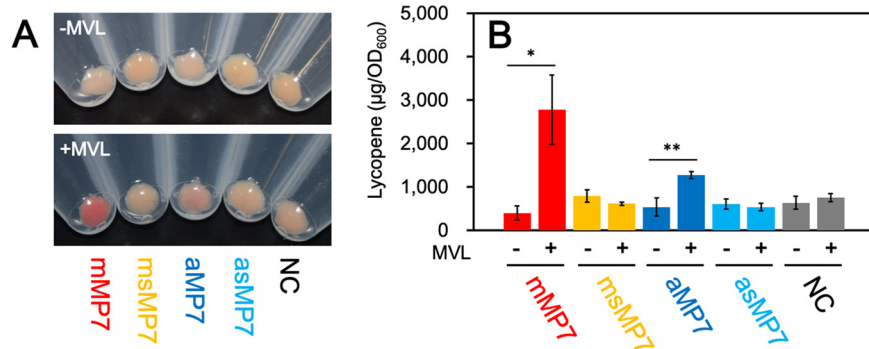 A
-MVL
+MVL
mMP7
msMP7
aMP7
asMP7
NC
B
Lycopene (µg/OD600)
5,000
4,000
3,000
2,000
1,000
0
*
**
MVL - + - + - + - + - +
mMP7
msMP7
aMP7
asMP7
NC